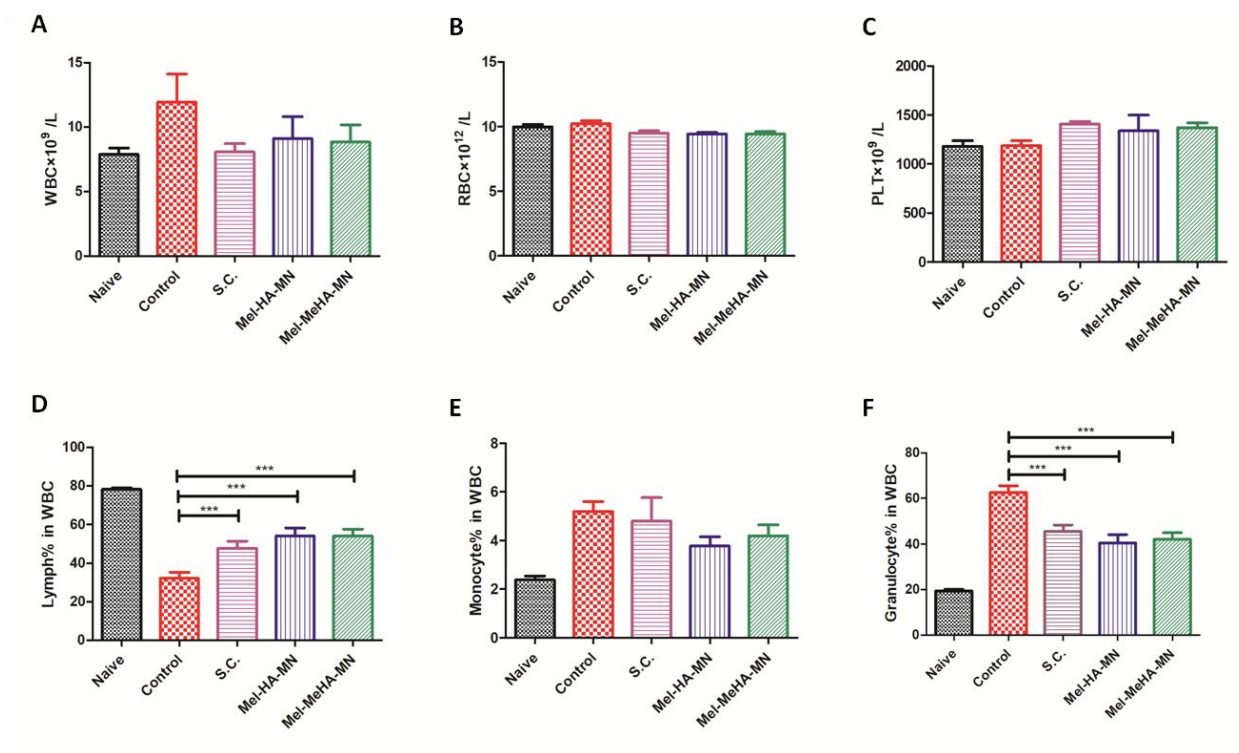 A
B
C
15
10
5
0
WBC×10⁹ /L
Naive
Control
S.C.
Mel-HA-MN
Mel-MeHA-MN
15
10
5
0
RBC×10¹² /L
Naive
Control
S.C.
Mel-HA-MN
Mel-MeHA-MN
2000
1500
1000
500
0
PLT×10⁹ /L
Naive
Control
S.C.
Mel-HA-MN
Mel-MeHA-MN
D
E
F
100
80
60
40
20
0
Lymph% in WBC
***
***
***
Naive
Control
S.C.
Mel-HA-MN
Mel-MeHA-MN
8
6
4
2
0
Monocyte% in WBC
Naive
Control
S.C.
Mel-HA-MN
Mel-MeHA-MN
80
60
40
20
0
Granulocyte% in WBC
***
***
***
Naive
Control
S.C.
Mel-HA-MN
Mel-MeHA-MN